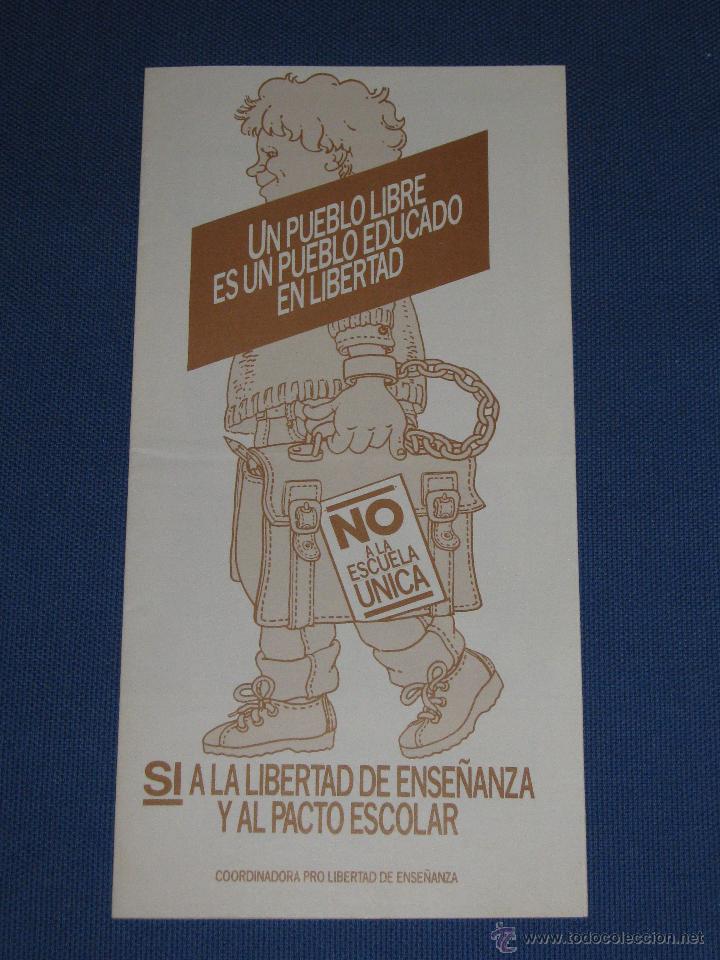 UN PUEBLO LIBRE
ES UN PUEBLO EDUCADO
EN LIBERTAD
NO
A LA
ESCUELA
UNICA
SI A LA LIBERTAD DE ENSEÑANZA
Y AL PACTO ESCOLAR
COORDINADORA PRO LIBERTAD DE ENSEÑANZA
www.todocoleccion.net